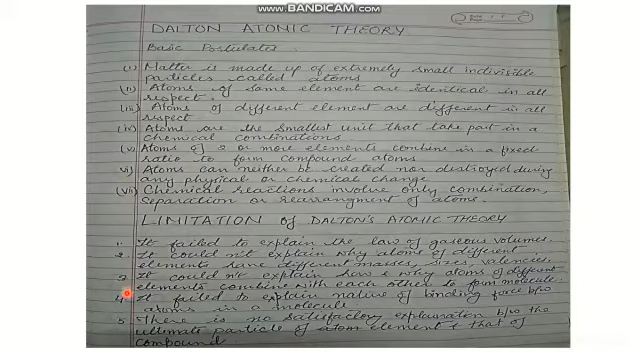 WWW.BANDICAM.COM
DALTON ATOMIC THEORY
Basic Postulates
(i) Matter is made up of extremely small indivisible
particles called atoms
(ii) Atoms of same element are identical in all
respect.
(iii) Atoms of different element are different in all
respect
(iv) Atoms are the smallest unit that take part in a
chemical combinations
(v) Atoms of 2 or more elements combine in a fixed
ratio to form compound atoms
vi) Atoms can neither be created nor destroyed during
any physical or chemical change
(vii) Chemical reactions involve only combination,
separation or rearrangment of atoms.
LIMITATION of DALTON'S ATOMIC THEORY
1. It failed to explain the law of gaseous volumes.
2. It could n't explain why atoms of different
elements have different masses, sizes valencies,
3 It could n't explain how & why atoms of different
elements combine with each other to form molecule.
4 It failed to explain nature of binding force b/w
atoms in a molecule
5 There is no satisfactory explanation b/w the
ultimate particle of atom element & that of
compound